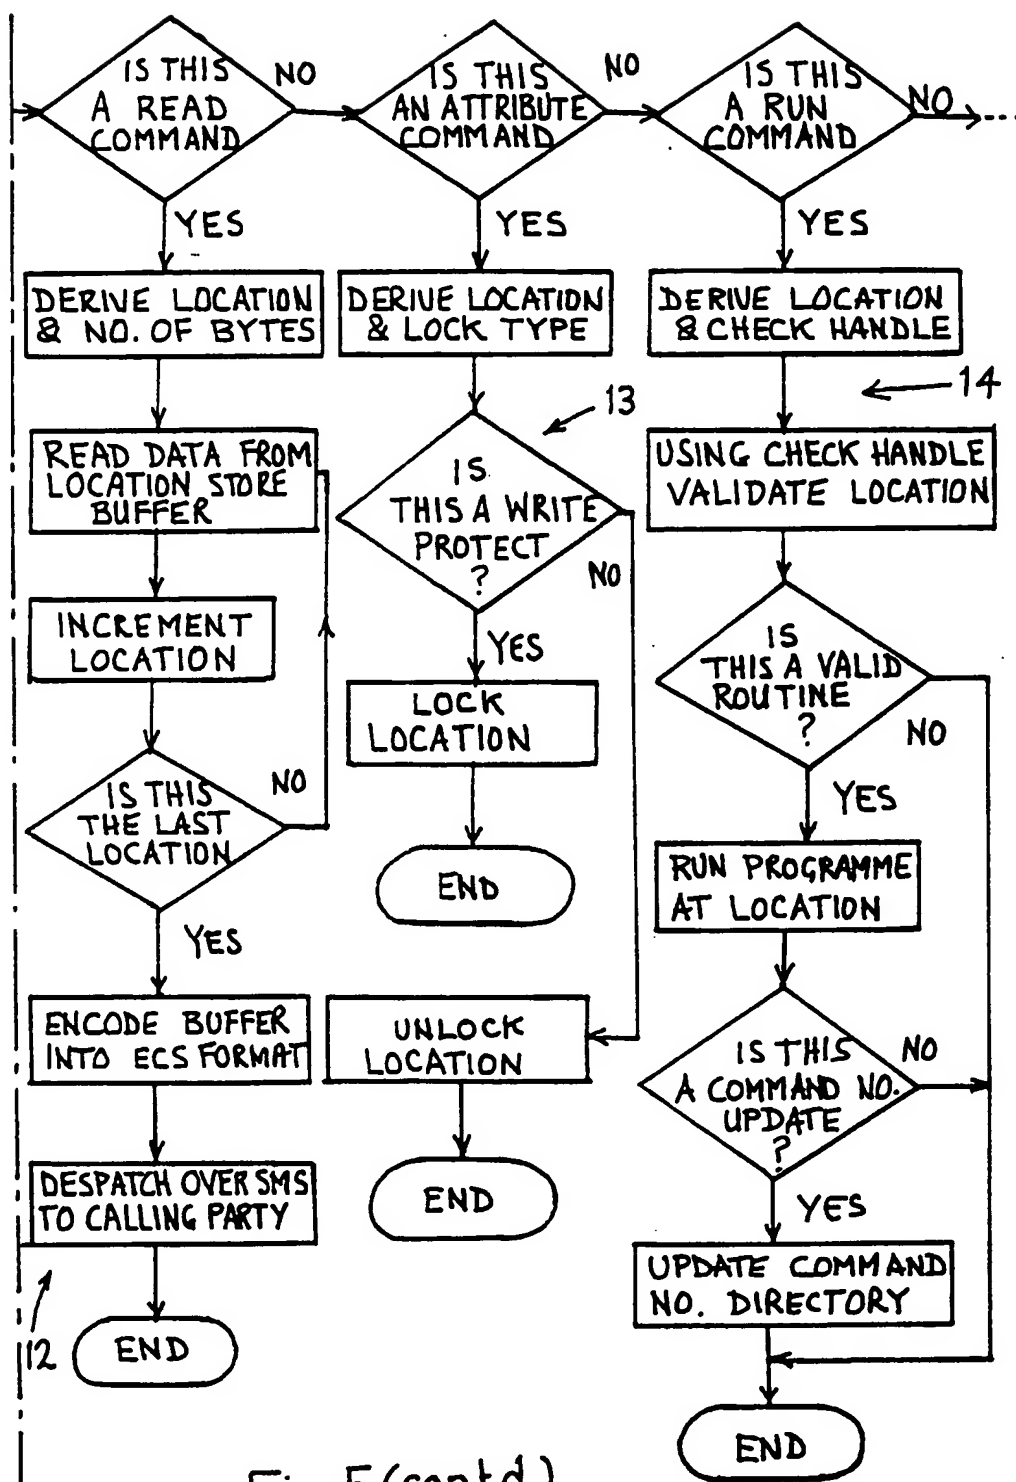 IS THIS
A READ
COMMAND
NO
YES
DERIVE LOCATION
& NO. OF BYTES
READ DATA FROM
LOCATION STORE
BUFFER
INCREMENT
LOCATION
IS THIS
THE LAST
LOCATION
NO
YES
ENCODE BUFFER
INTO ECS FORMAT
DESPATCH OVER SMS
TO CALLING PARTY
12
END
IS THIS
AN ATTRIBUTE
COMMAND
NO
YES
DERIVE LOCATION
& LOCK TYPE
13
IS
THIS A WRITE
PROTECT
?
NO
YES
LOCK
LOCATION
END
UNLOCK
LOCATION
END
IS THIS
A RUN
COMMAND
NO
YES
DERIVE LOCATION
& CHECK HANDLE
14
USING CHECK HANDLE
VALIDATE LOCATION
IS
THIS A VALID
ROUTINE
?
NO
YES
RUN PROGRAMME
AT LOCATION
IS THIS
A COMMAND NO.
UPDATE
?
NO
YES
UPDATE COMMAND
NO. DIRECTORY
END
Fig. 5 (contd.)